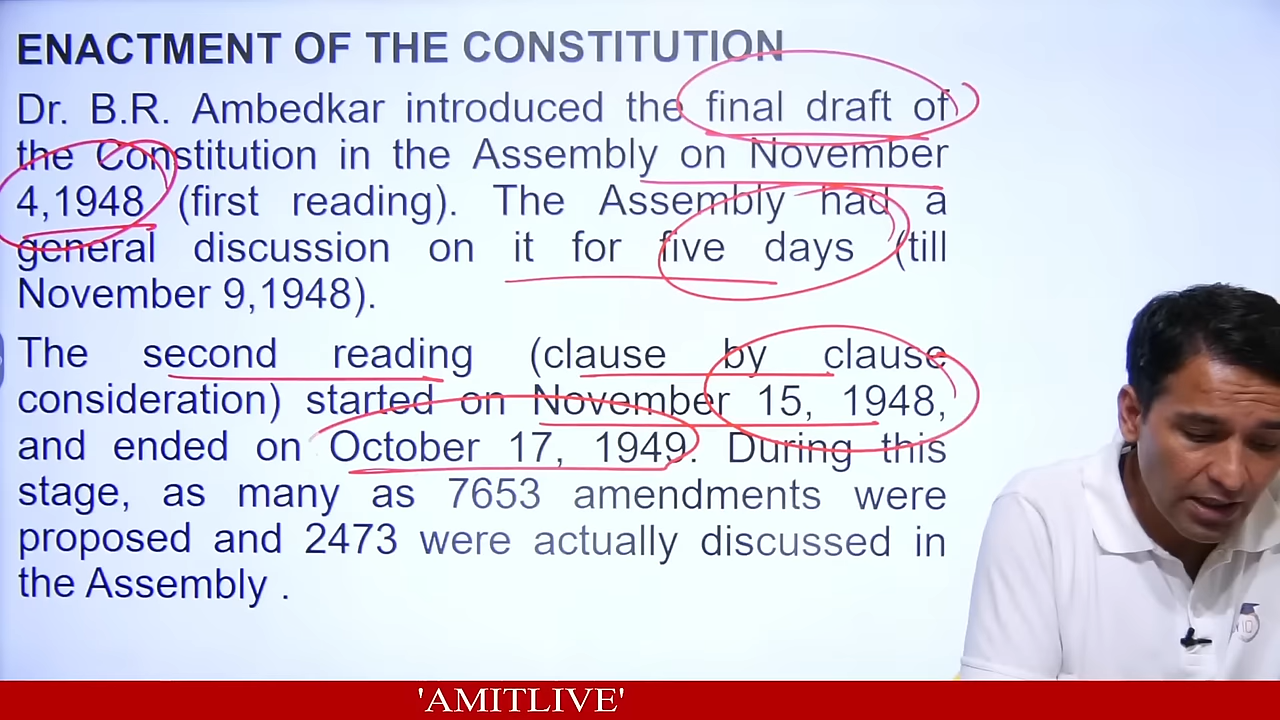 ENACTMENT OF THE CONSTITUTION
Dr. B.R. Ambedkar introduced the final draft of
the Constitution in the Assembly on November
4,1948 (first reading). The Assembly had a
general discussion on it for five days (till
November 9,1948).
The second reading (clause by clause
consideration) started on November 15, 1948,
and ended on October 17, 1949. During this
stage, as many as 7653 amendments were
proposed and 2473 were actually discussed in
the Assembly .
'AMITLIVE'